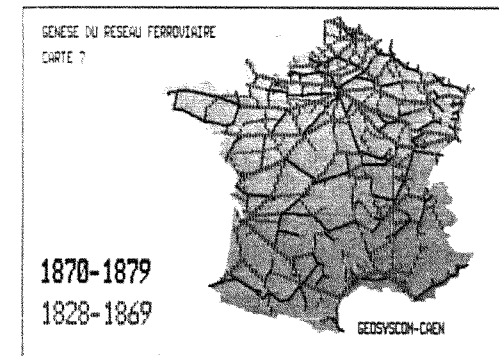 GENESE DU RESEAU FERROVIAIRE
CARTE 7
1870-1879
1828-1869
GEOSYSCOM-CAEN